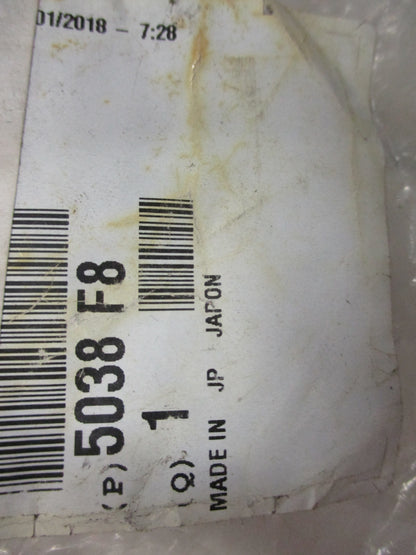 01/2018 - 7:28
(P) 5038 F8
Q) 1
MADE IN JP JAPON